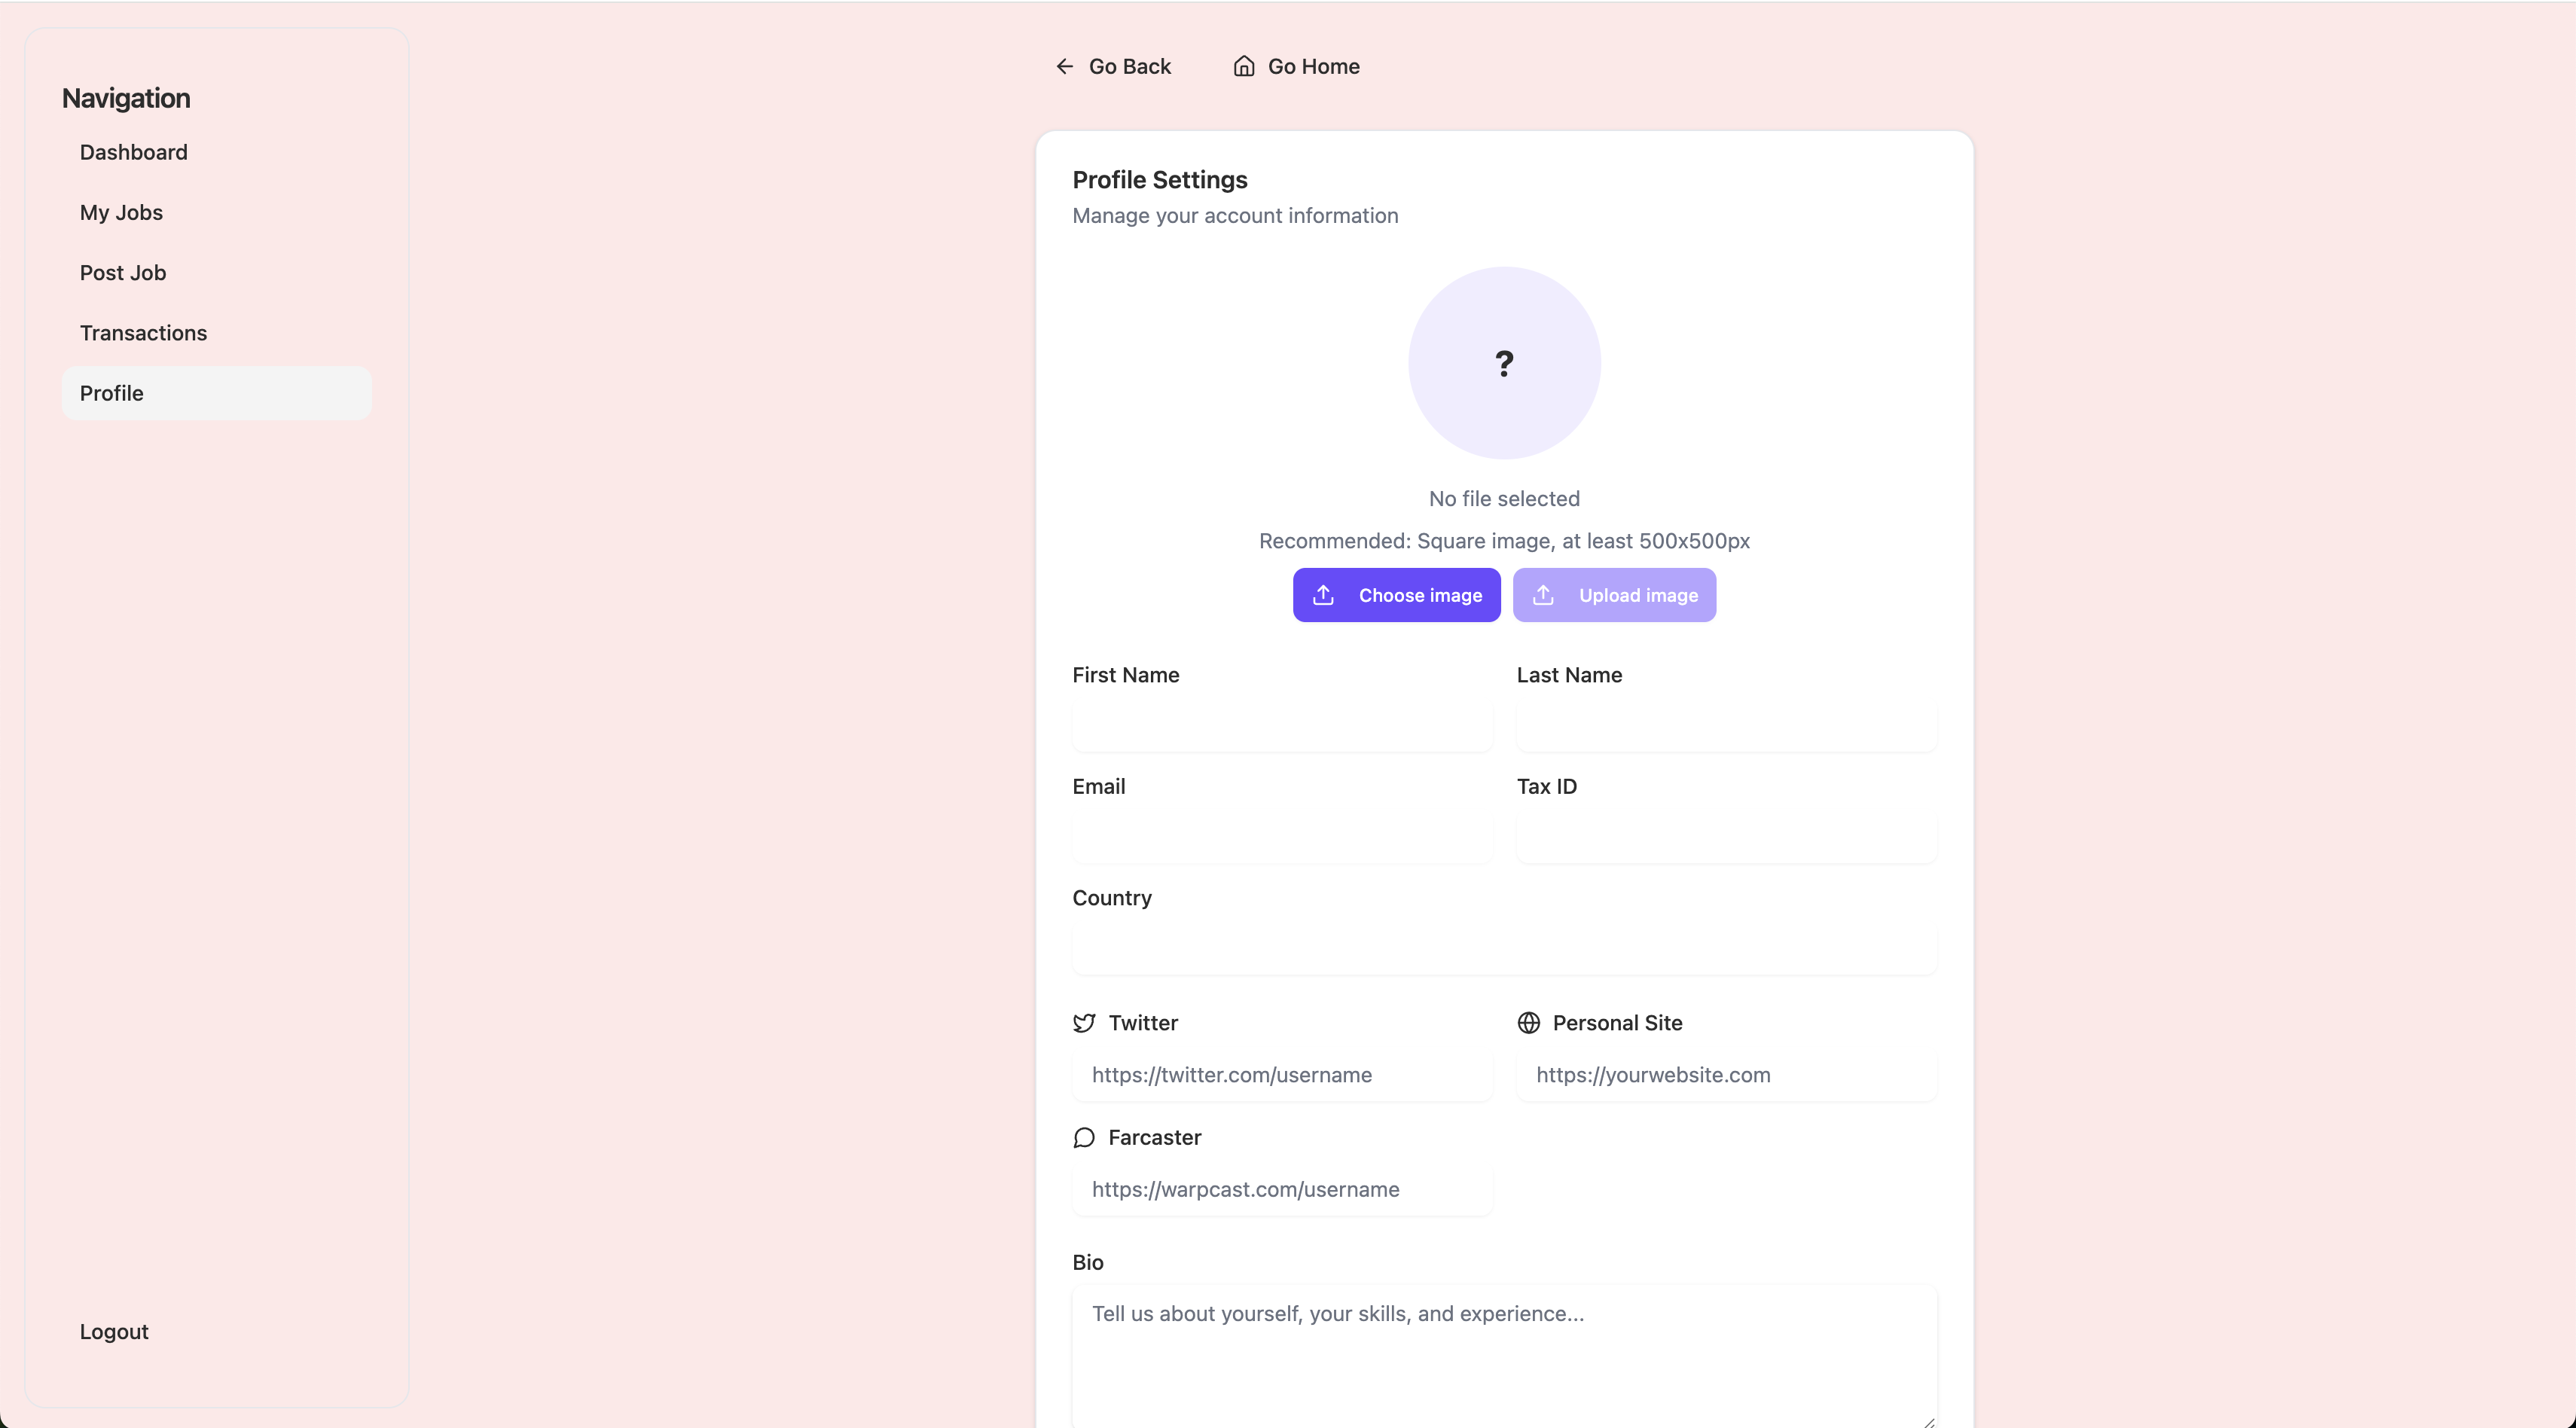 Navigation
Dashboard
My Jobs
Post Job
Transactions
Profile
Logout
Go Back
Go Home
Profile Settings
Manage your account information
?
No file selected
Recommended: Square image, at least 500x500px
Choose image
Upload image
First Name
Last Name
Email
Tax ID
Country
Twitter
Personal Site
https://twitter.com/username
https://yourwebsite.com
Farcaster
https://warpcast.com/username
Bio
Tell us about yourself, your skills, and experience...